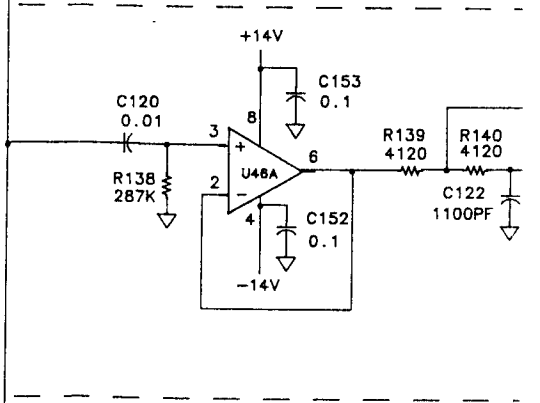 +14V
C153
0.1
C120
0.01
8
3
+
6
R139
4120
R140
4120
U46A
R138
287K
2
−
4
C152
0.1
C122
1100PF
−14V